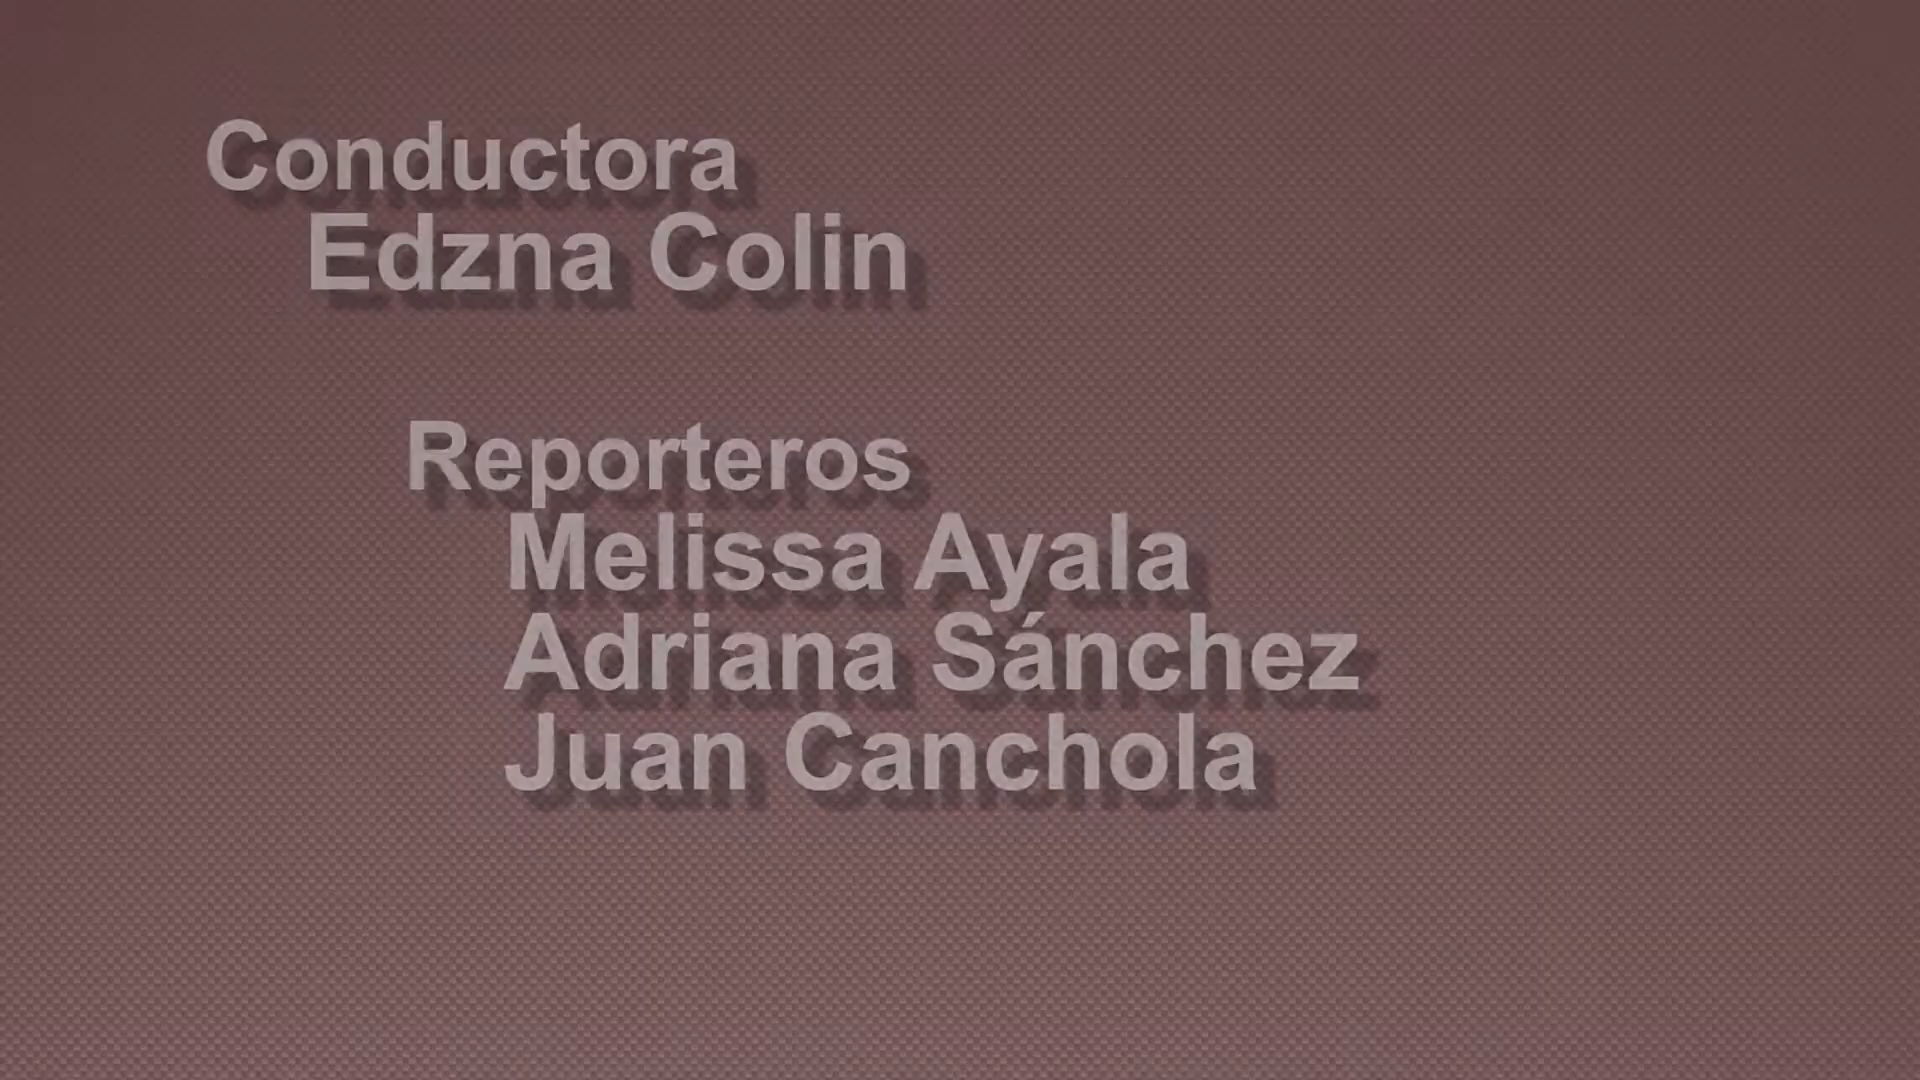 Conductora
Edzna Colin
Reporteros
Melissa Ayala
Adriana Sánchez
Juan Canchola